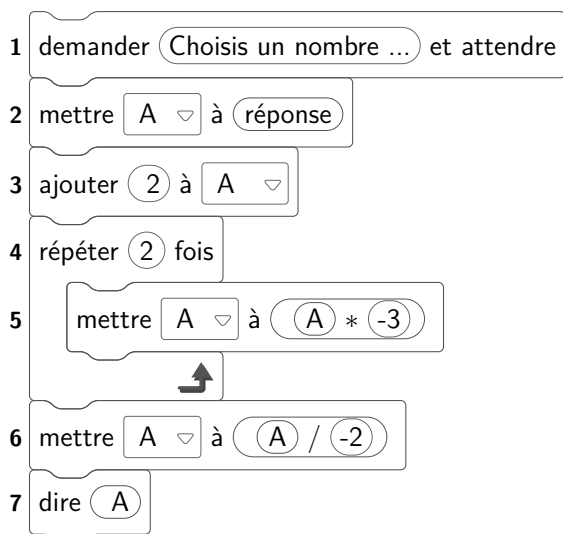 1 demander Choisis un nombre ... et attendre
2 mettre A à réponse
3 ajouter 2 à A
4 répéter 2 fois
5 mettre A à A * -3
6 mettre A à A / -2
7 dire A